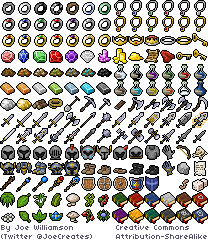 By Joe Williamson
Creative Commons
(Twitter @JoeCreates)
Attribution-ShareAlike